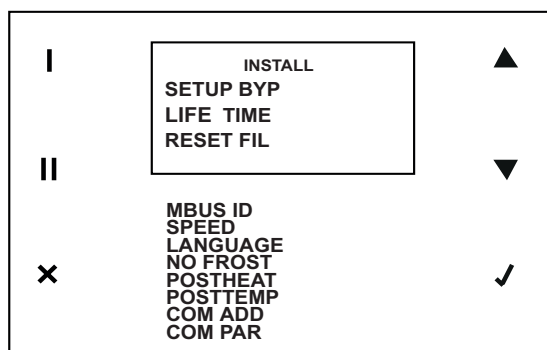 I
INSTALL
SETUP BYP
LIFE TIME
RESET FIL
II
MBUS ID
SPEED
LANGUAGE
NO FROST
POSTHEAT
POSTTEMP
COM ADD
COM PAR